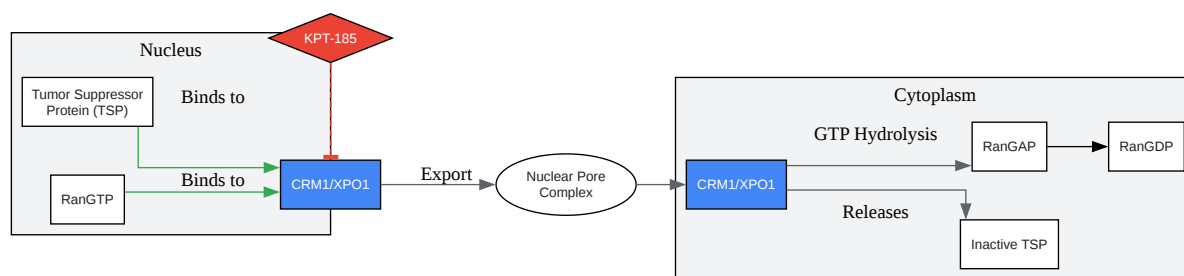 KPT-185
Nucleus
Tumor Suppressor
Protein (TSP)
Binds to
RanGTP
Binds to
CRM1/XPO1
Export
Nuclear Pore
Complex
Cytoplasm
CRM1/XPO1
GTP Hydrolysis
RanGAP
RanGDP
Releases
Inactive TSP